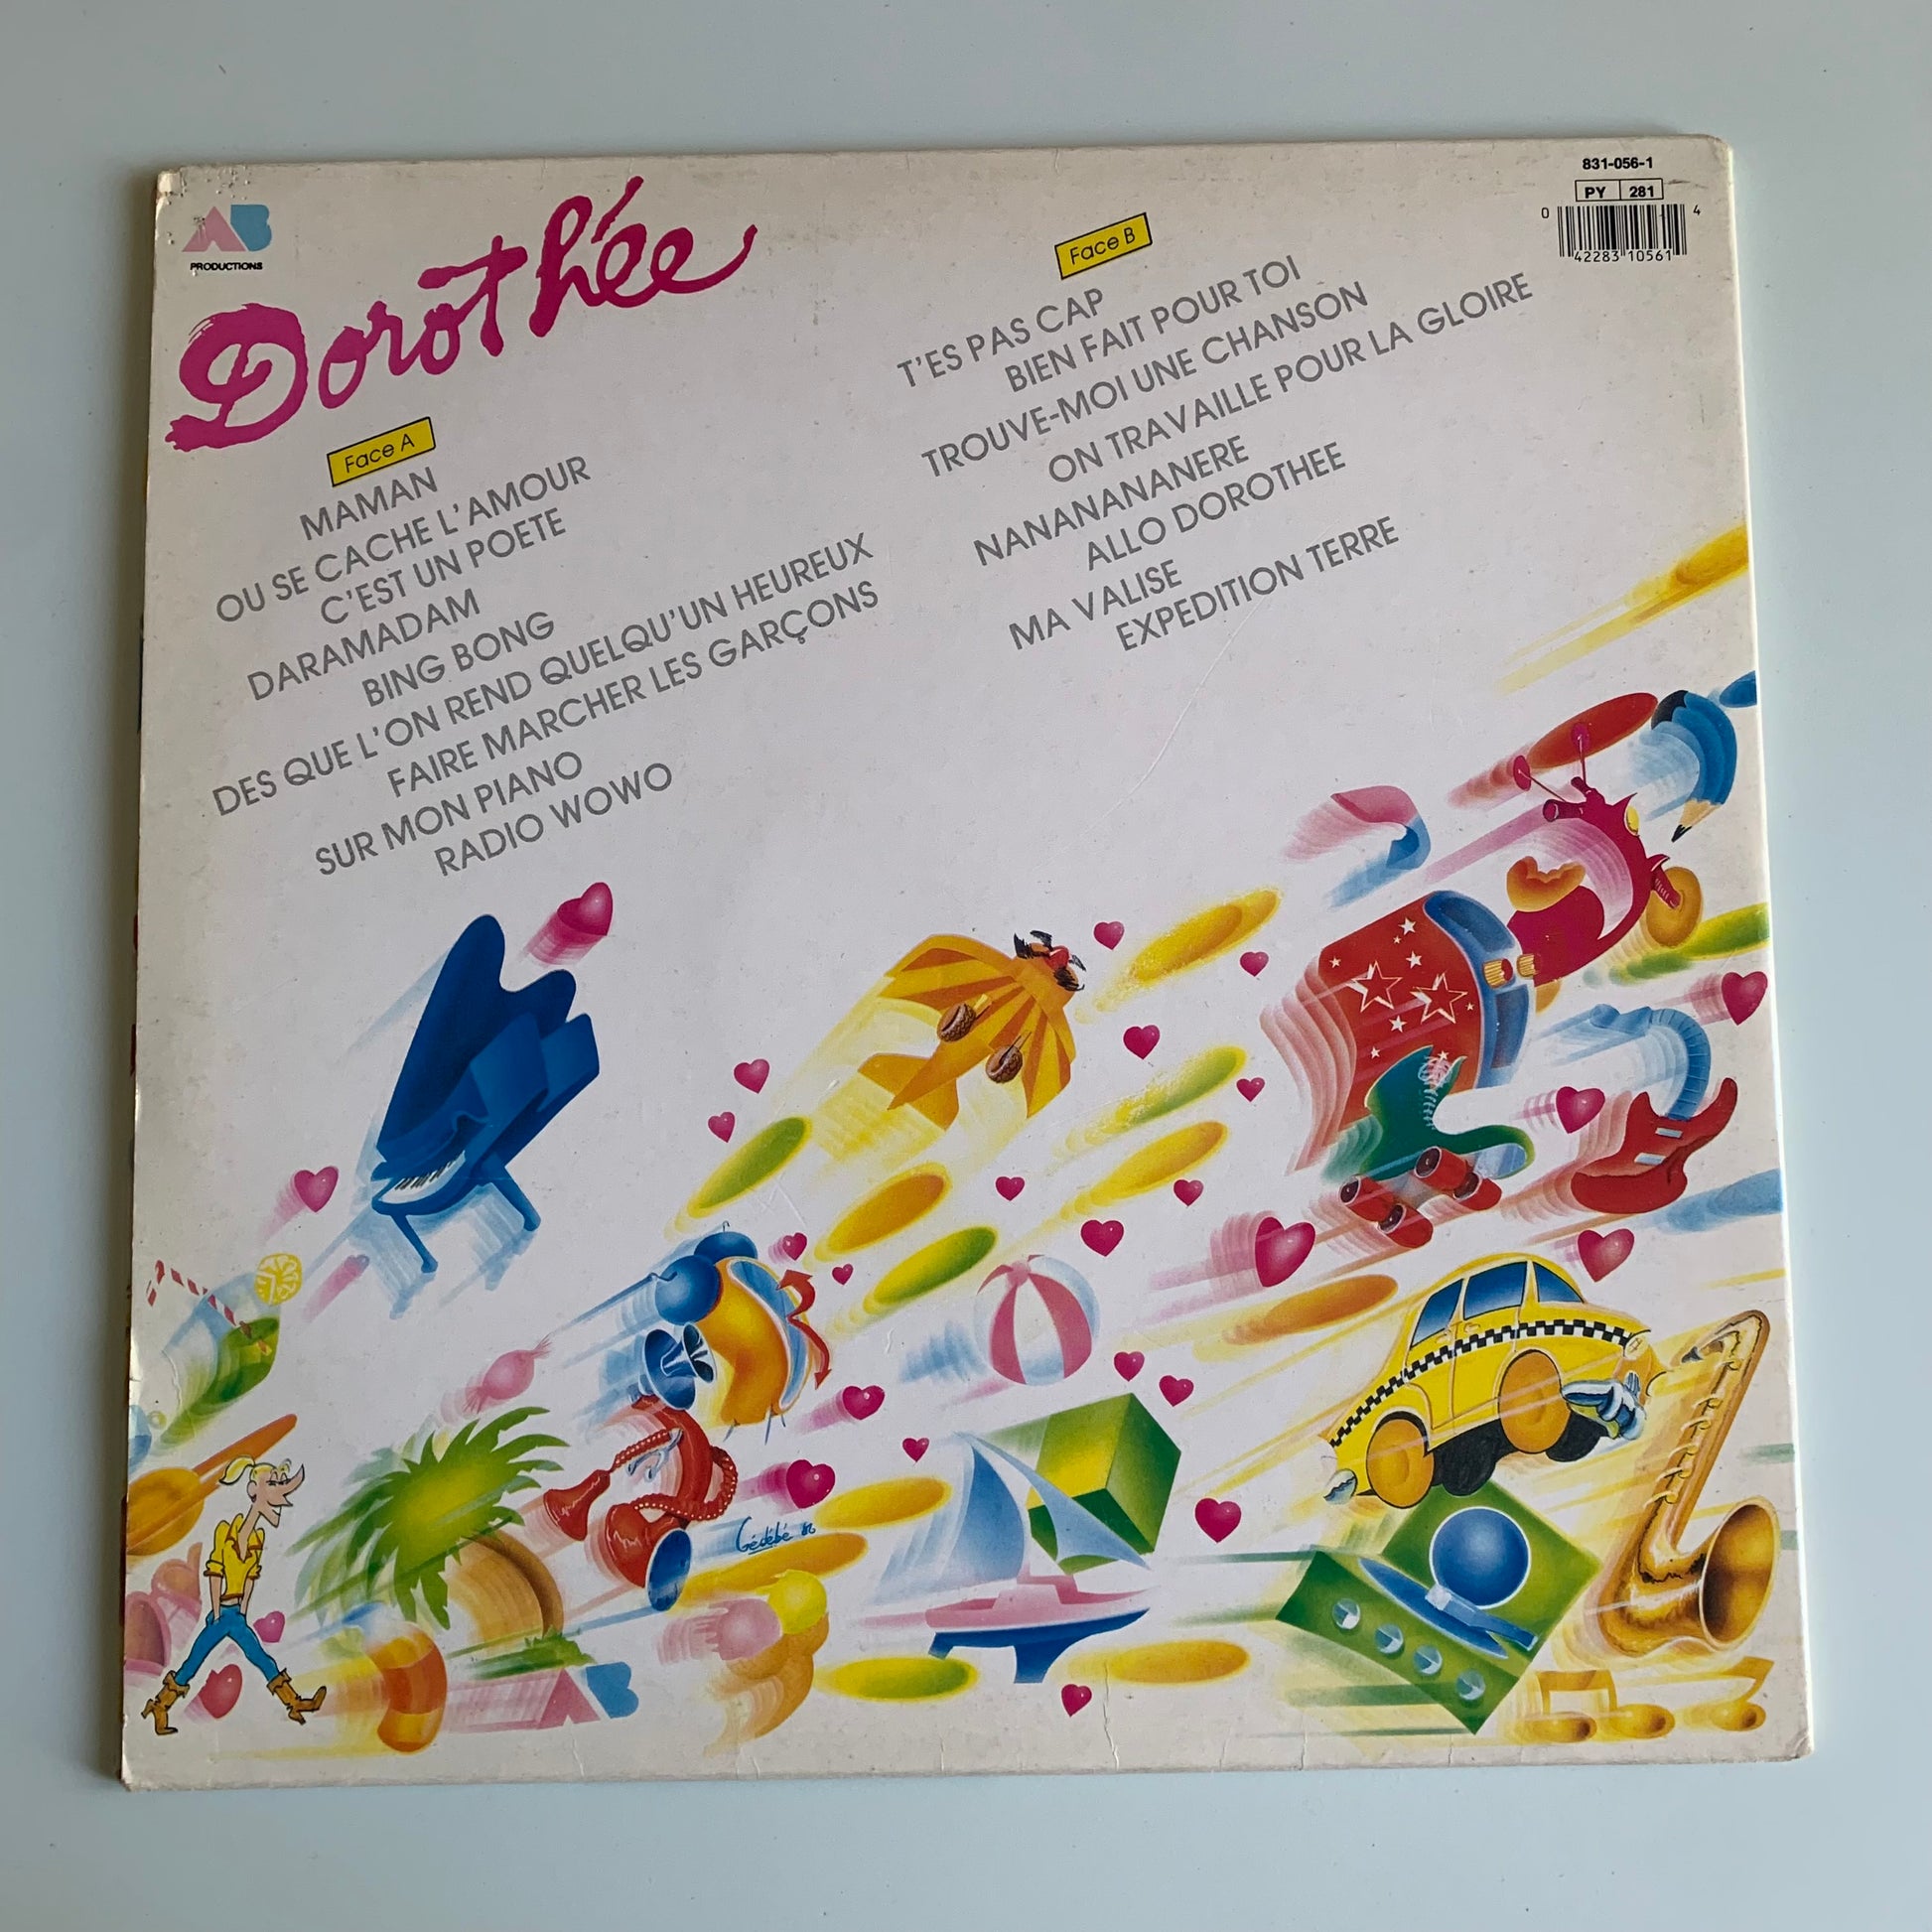 AB
PRODUCTIONS
Dorothée
Face A
MAMAN
OU SE CACHE L'AMOUR
C'EST UN POETE
DARAMADAM
BING BONG
DES QUE L'ON REND QUELQU'UN HEUREUX
FAIRE MARCHER LES GARÇONS
SUR MON PIANO
RADIO WOWO
Face B
T'ES PAS CAP
BIEN FAIT POUR TOI
TROUVE-MOI UNE CHANSON
ON TRAVAILLE POUR LA GLOIRE
NANANANANERE
ALLO DOROTHEE
MA VALISE
EXPEDITION TERRE
831-056-1
PY 281
0 42283 10561 4
Gédébé 86
AB